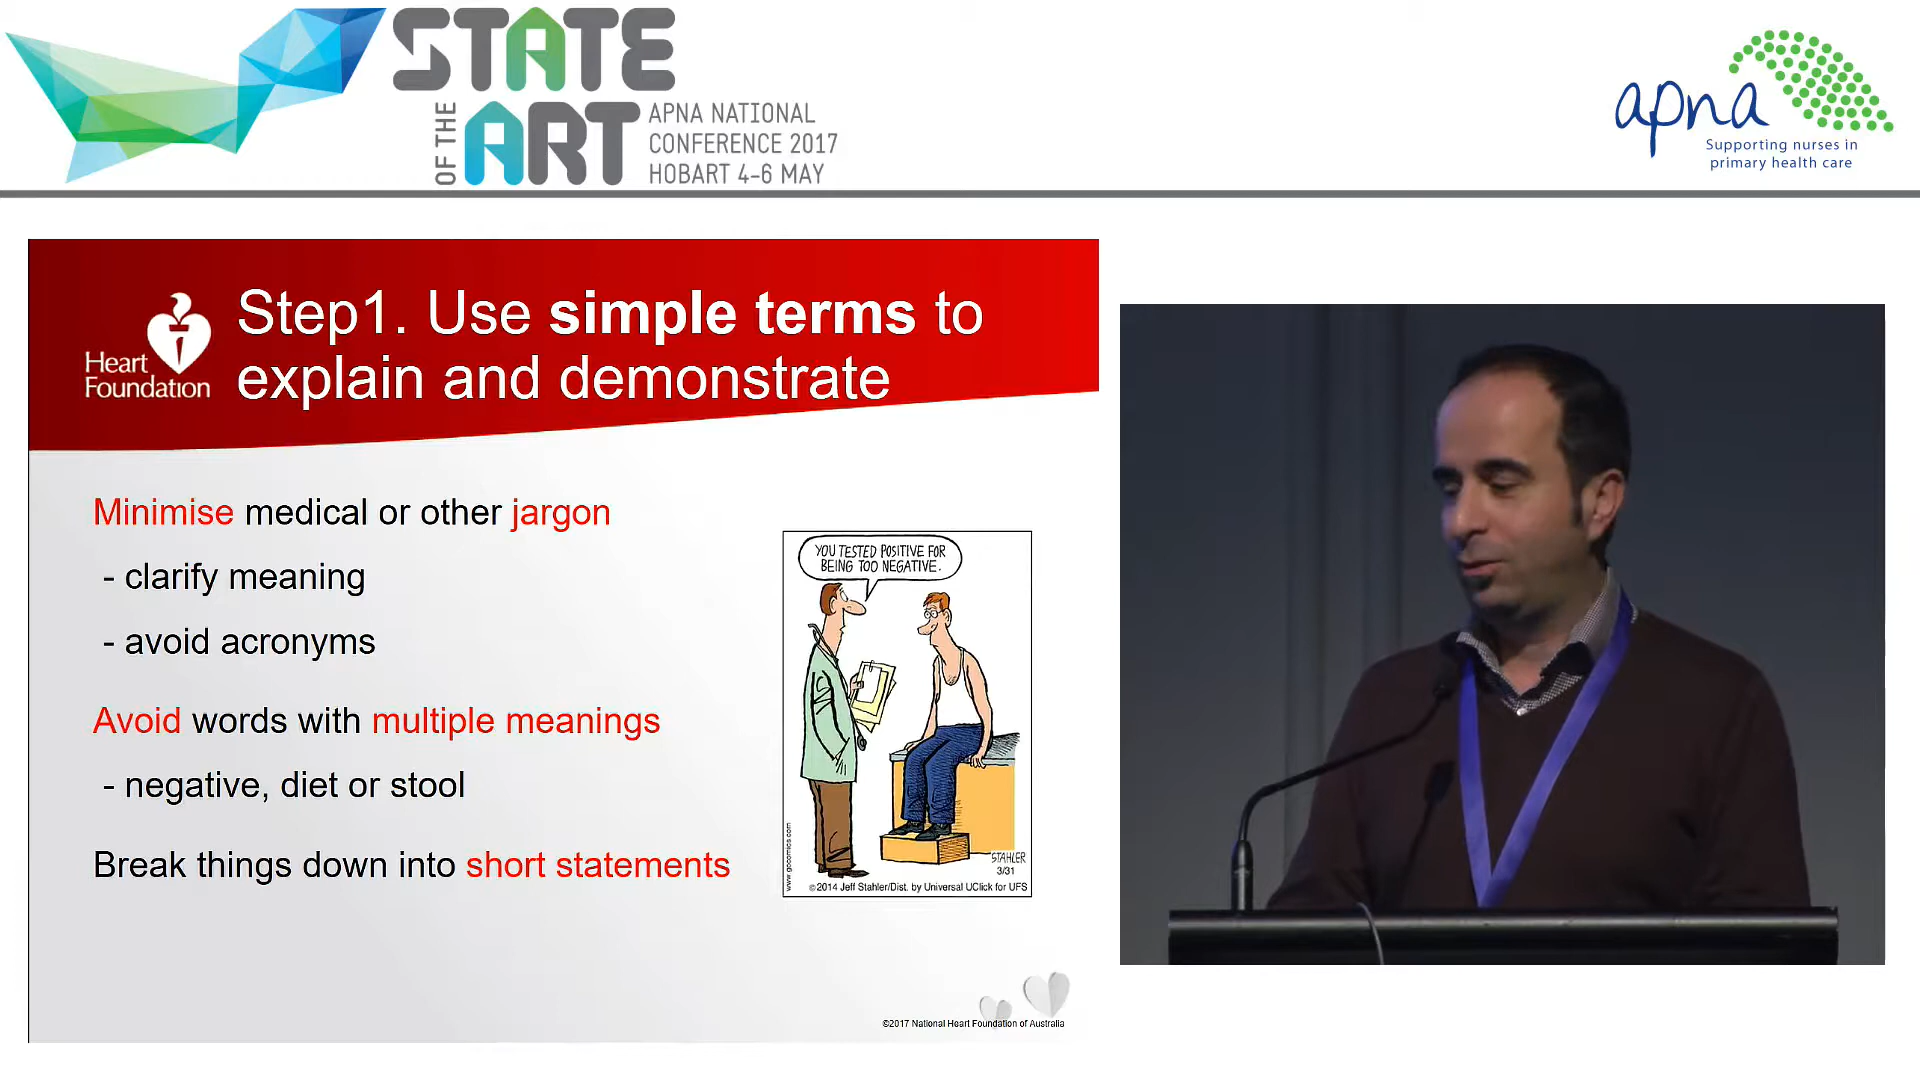 STATE
OF THE
ART
APNA NATIONAL
CONFERENCE 2017
HOBART 4–6 MAY
apna
Supporting nurses in
primary health care
Heart
Foundation
Step1. Use simple terms to
explain and demonstrate
Minimise medical or other jargon
- clarify meaning
- avoid acronyms
Avoid words with multiple meanings
- negative, diet or stool
Break things down into short statements
YOU TESTED POSITIVE FOR
BEING TOO NEGATIVE.
www.gocomics.com
STAHLER
3/31
©2014 Jeff Stahler/Dist. by Universal UClick for UFS
©2017 National Heart Foundation of Australia